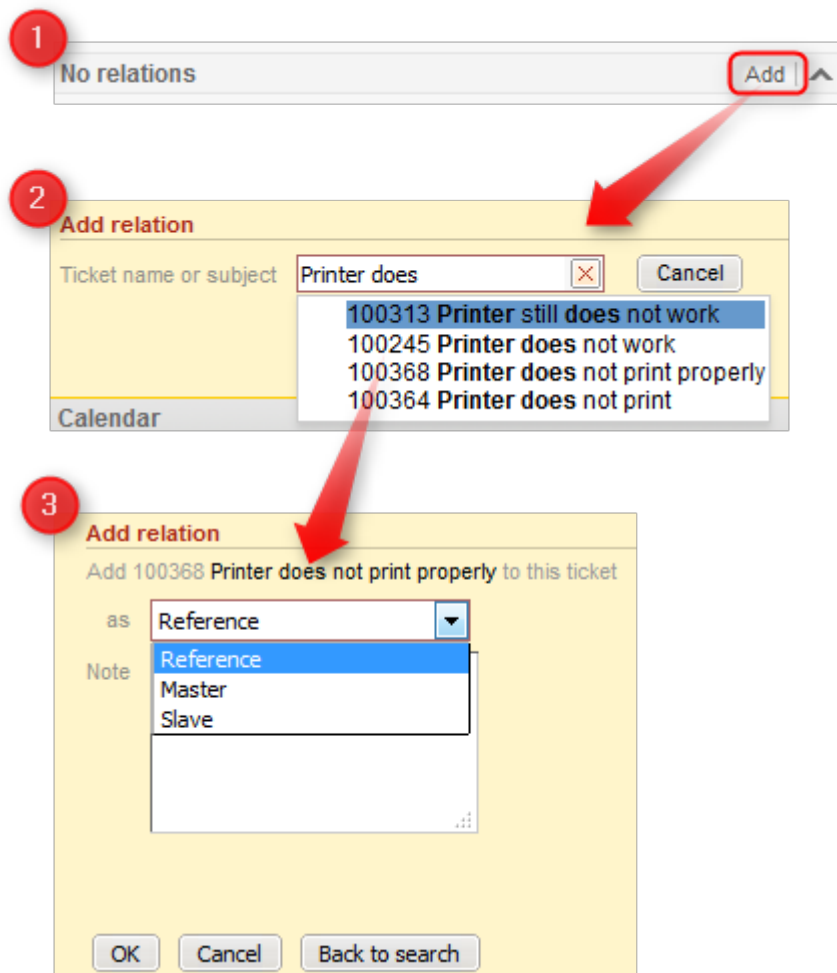 1
No relations Add
2
Add relation
Ticket name or subject Printer does Cancel
100313 Printer still does not work
100245 Printer does not work
100368 Printer does not print properly
100364 Printer does not print
Calendar
3
Add relation
Add 100368 Printer does not print properly to this ticket
as Reference
Note Reference
Master
Slave
OK Cancel Back to search